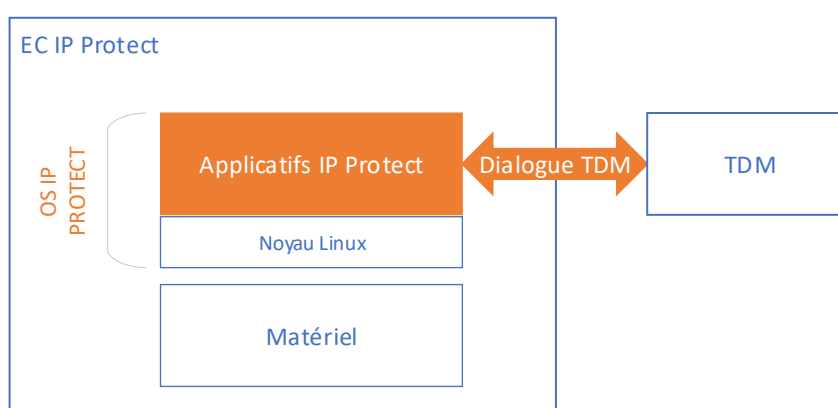 EC IP Protect
OS IP
PROTECT
Applicatifs IP Protect
Dialogue TDM
TDM
Noyau Linux
Matériel